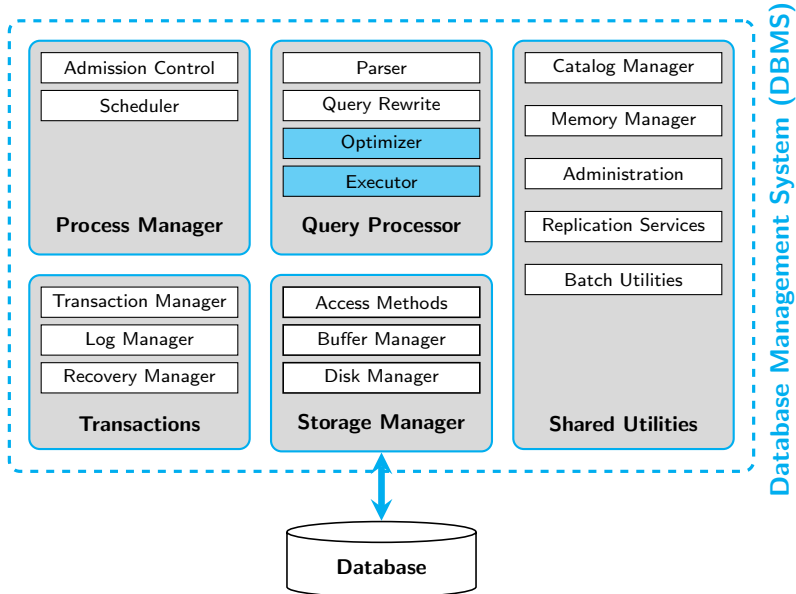 Admission Control
Scheduler
Process Manager
Parser
Query Rewrite
Optimizer
Executor
Query Processor
Catalog Manager
Memory Manager
Administration
Replication Services
Batch Utilities
Shared Utilities
Transaction Manager
Log Manager
Recovery Manager
Transactions
Access Methods
Buffer Manager
Disk Manager
Storage Manager
Database Management System (DBMS)
Database